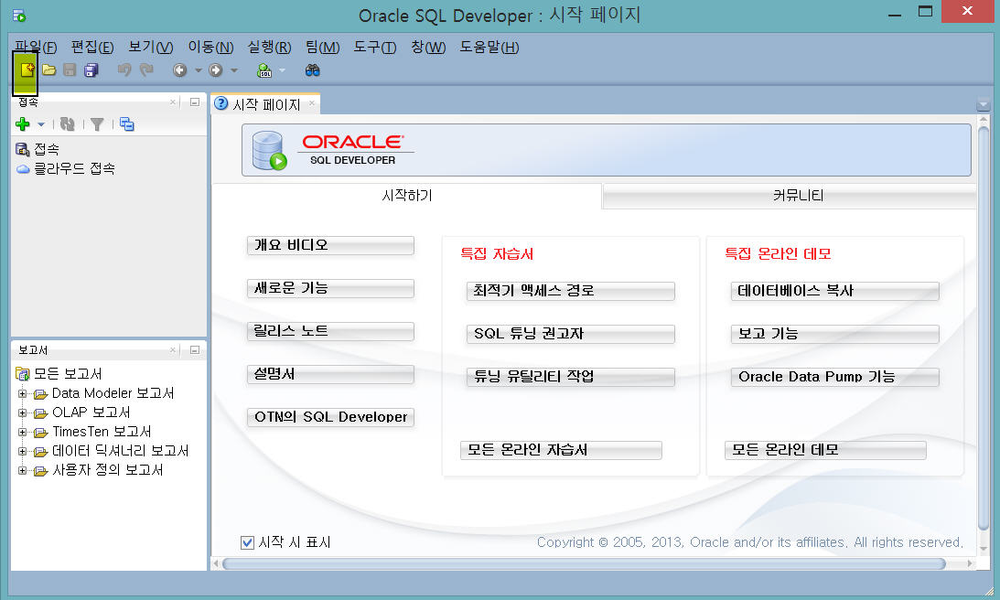 Oracle SQL Developer : 시작 페이지
파일(F) 편집(E) 보기(V) 이동(N) 실행(R) 팀(M) 도구(T) 창(W) 도움말(H)
SQL
접속
접속
클라우드 접속
보고서
모든 보고서
Data Modeler 보고서
OLAP 보고서
TimesTen 보고서
데이터 딕셔너리 보고서
사용자 정의 보고서
시작 페이지
ORACLE
SQL DEVELOPER
시작하기 커뮤니티
개요 비디오
새로운 기능
릴리스 노트
설명서
OTN의 SQL Developer
특집 자습서
최적기 액세스 경로
SQL 튜닝 권고자
튜닝 유틸리티 작업
모든 온라인 자습서
특집 온라인 데모
데이터베이스 복사
보고 기능
Oracle Data Pump 기능
모든 온라인 데모
시작 시 표시
Copyright © 2005, 2013, Oracle and/or its affiliates. All rights reserved.